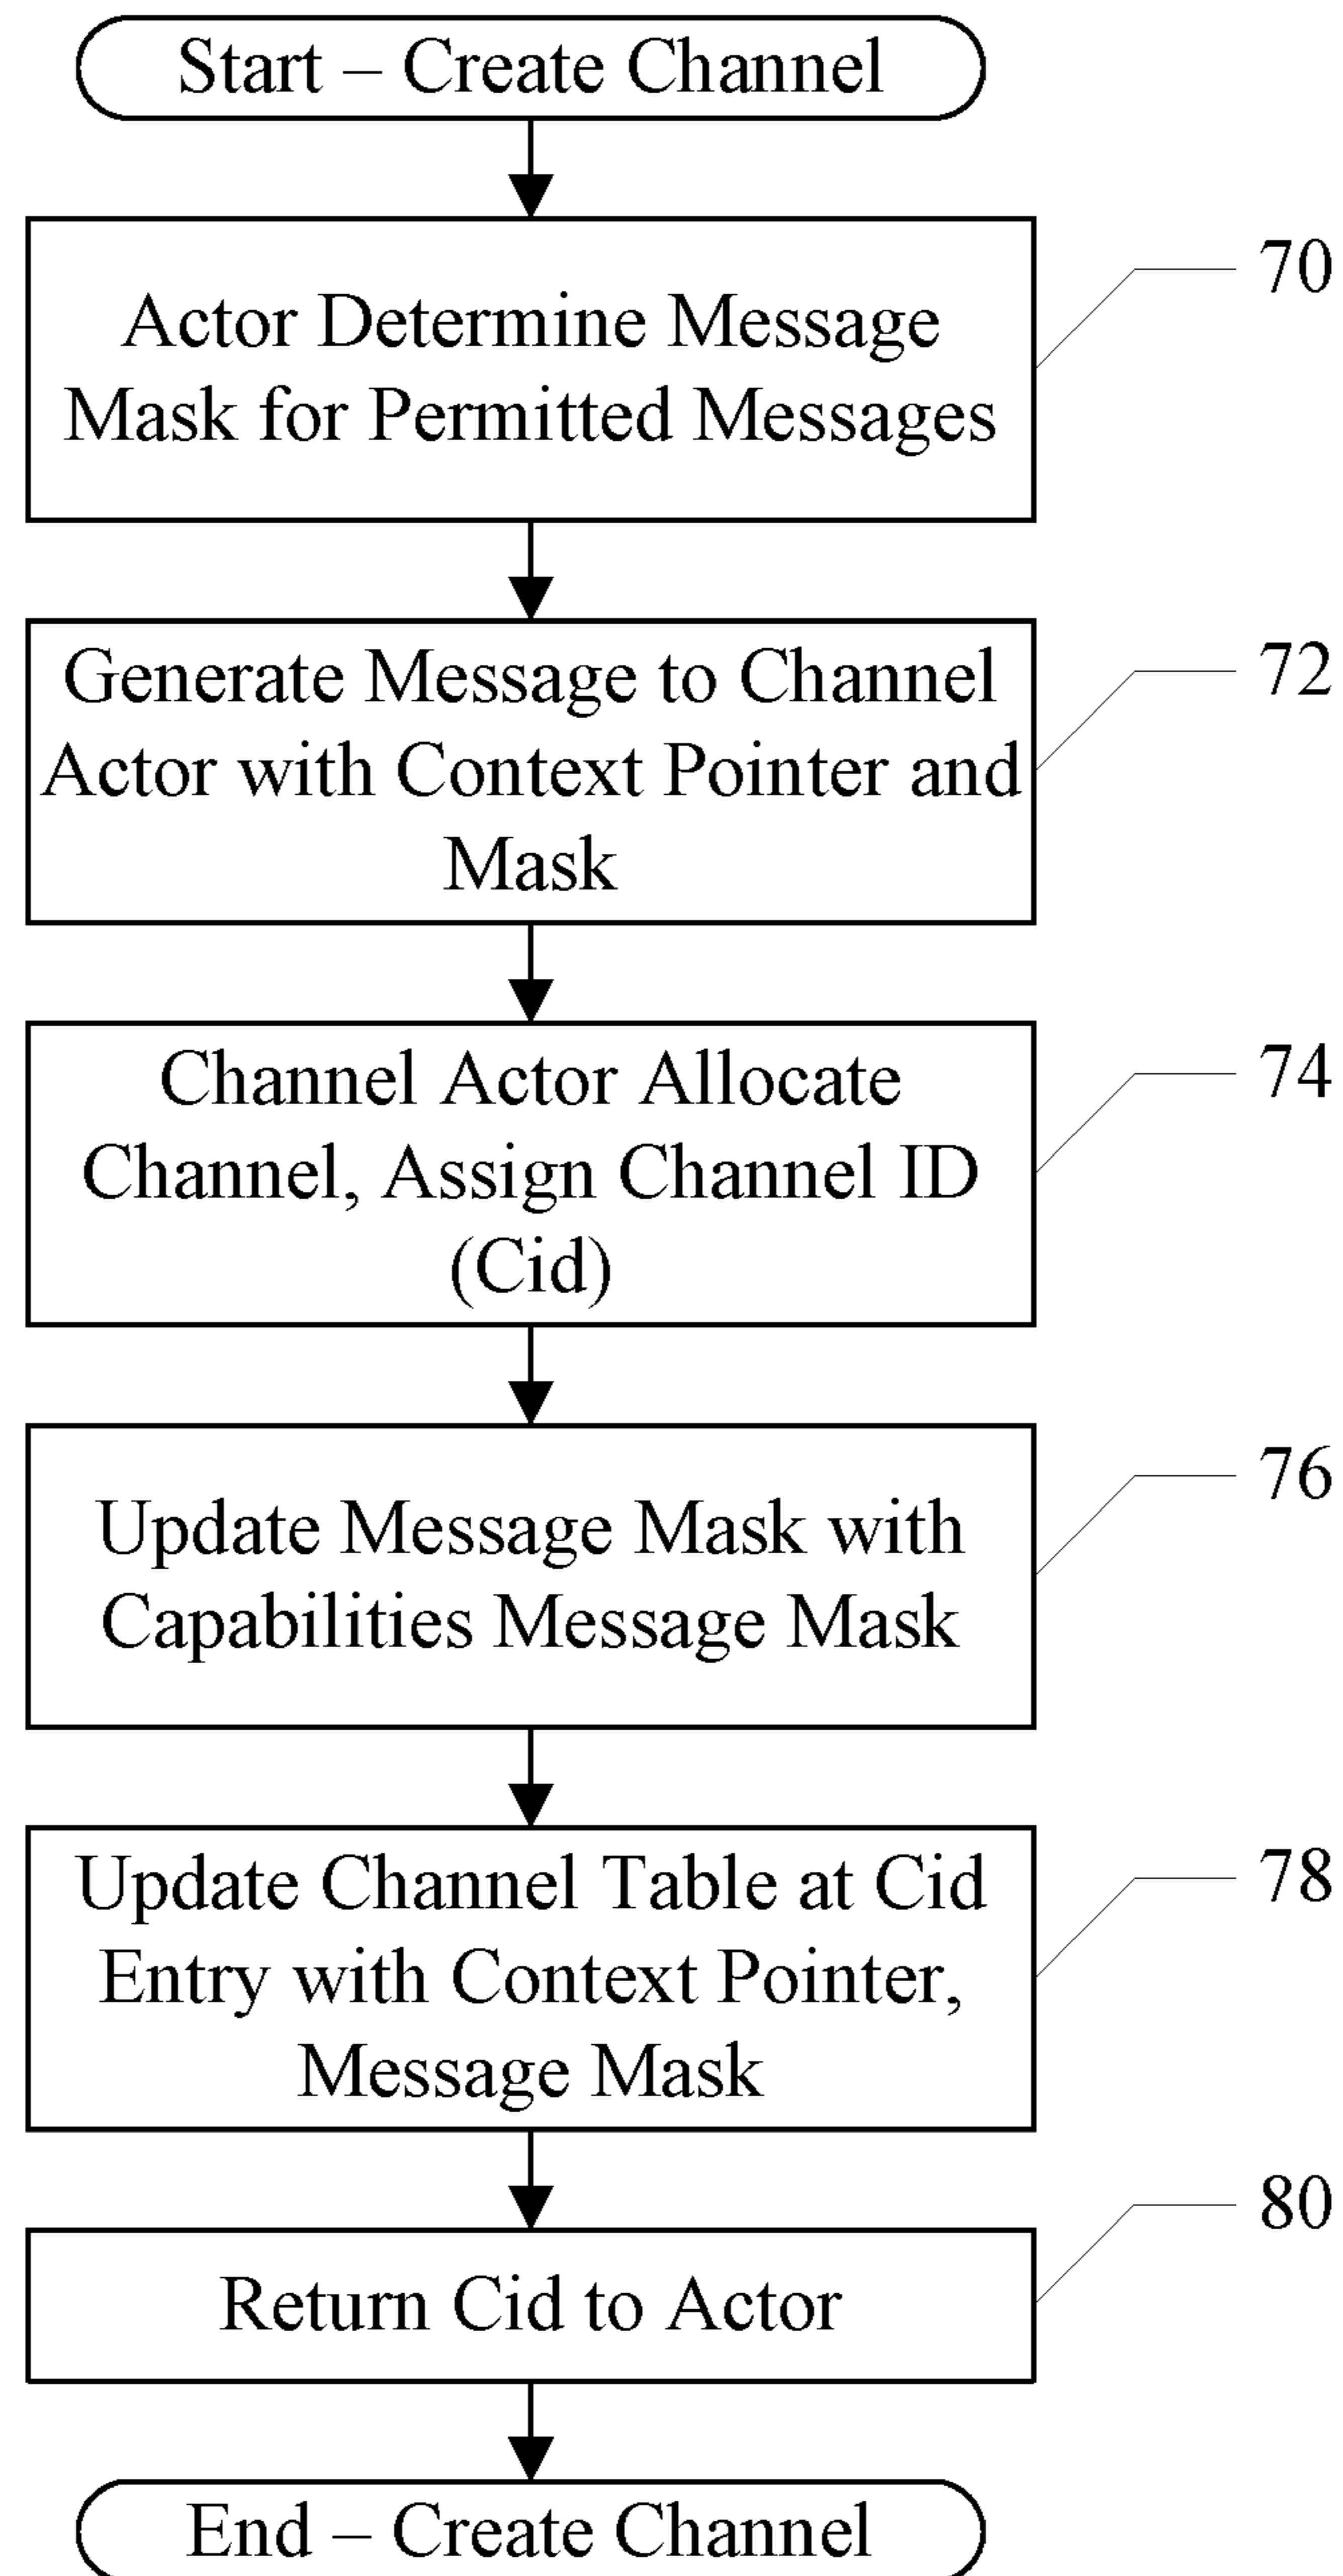 Start – Create Channel
Actor Determine Message
Mask for Permitted Messages
70
Generate Message to Channel
Actor with Context Pointer and
Mask
72
Channel Actor Allocate
Channel, Assign Channel ID
(Cid)
74
Update Message Mask with
Capabilities Message Mask
76
Update Channel Table at Cid
Entry with Context Pointer,
Message Mask
78
Return Cid to Actor
80
End – Create Channel